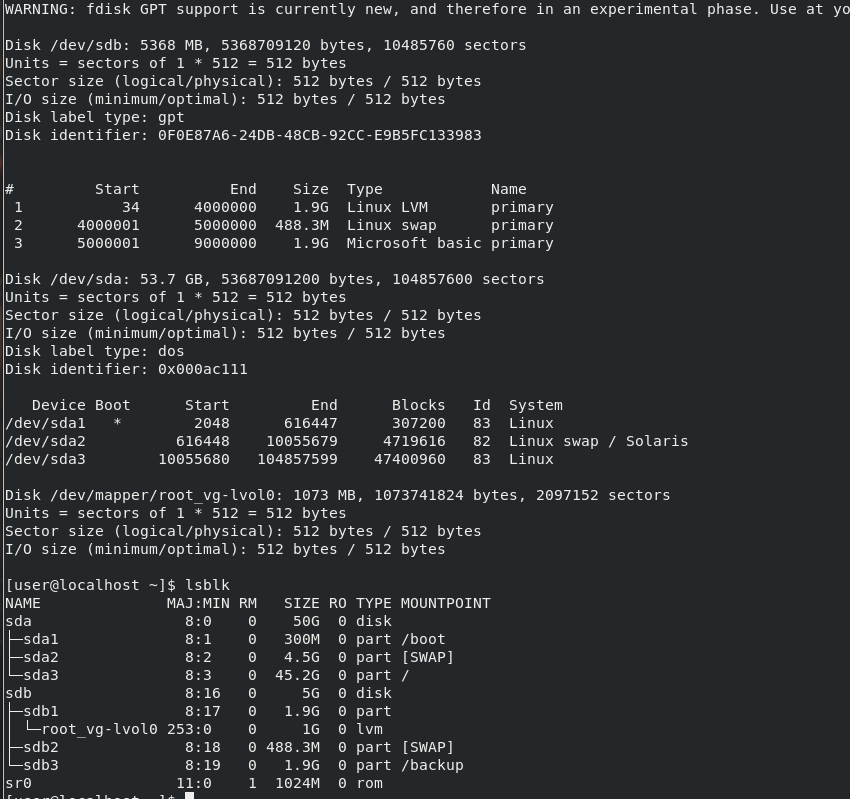 WARNING: fdisk GPT support is currently new, and therefore in an experimental phase. Use at yo
Disk /dev/sdb: 5368 MB, 5368709120 bytes, 10485760 sectors
Units = sectors of 1 * 512 = 512 bytes
Sector size (logical/physical): 512 bytes / 512 bytes
I/O size (minimum/optimal): 512 bytes / 512 bytes
Disk label type: gpt
Disk identifier: 0F0E87A6-24DB-48CB-92CC-E9B5FC133983
#         Start          End    Size  Type            Name
 1           34      4000000    1.9G  Linux LVM       primary
 2      4000001      5000000  488.3M  Linux swap      primary
 3      5000001      9000000    1.9G  Microsoft basic primary
Disk /dev/sda: 53.7 GB, 53687091200 bytes, 104857600 sectors
Units = sectors of 1 * 512 = 512 bytes
Sector size (logical/physical): 512 bytes / 512 bytes
I/O size (minimum/optimal): 512 bytes / 512 bytes
Disk label type: dos
Disk identifier: 0x000ac111
   Device Boot      Start         End      Blocks   Id  System
/dev/sda1   *        2048      616447      307200   83  Linux
/dev/sda2          616448    10055679     4719616   82  Linux swap / Solaris
/dev/sda3        10055680   104857599    47400960   83  Linux
Disk /dev/mapper/root_vg-lvol0: 1073 MB, 1073741824 bytes, 2097152 sectors
Units = sectors of 1 * 512 = 512 bytes
Sector size (logical/physical): 512 bytes / 512 bytes
I/O size (minimum/optimal): 512 bytes / 512 bytes
[user@localhost ~]$ lsblk
NAME              MAJ:MIN RM   SIZE RO TYPE MOUNTPOINT
sda                 8:0    0    50G  0 disk
├─sda1              8:1    0   300M  0 part /boot
├─sda2              8:2    0   4.5G  0 part [SWAP]
└─sda3              8:3    0  45.2G  0 part /
sdb                 8:16   0     5G  0 disk
├─sdb1              8:17   0   1.9G  0 part
│ └─root_vg-lvol0 253:0    0     1G  0 lvm
├─sdb2              8:18   0 488.3M  0 part [SWAP]
└─sdb3              8:19   0   1.9G  0 part /backup
sr0                11:0    1  1024M  0 rom
[user@localhost ~]$